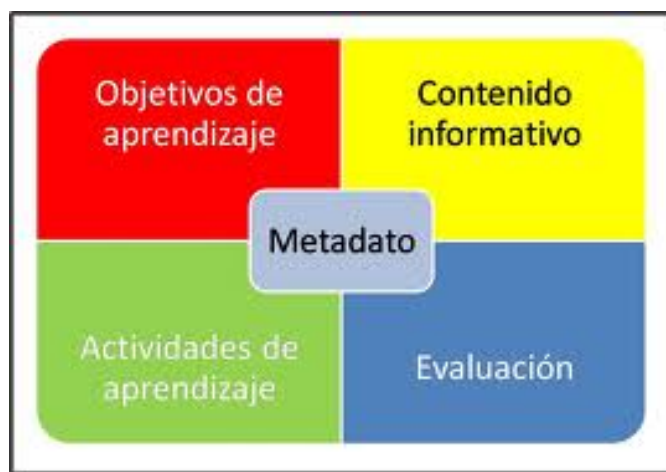 Objetivos de
aprendizaje
Contenido
informativo
Metadato
Actividades de
aprendizaje
Evaluación